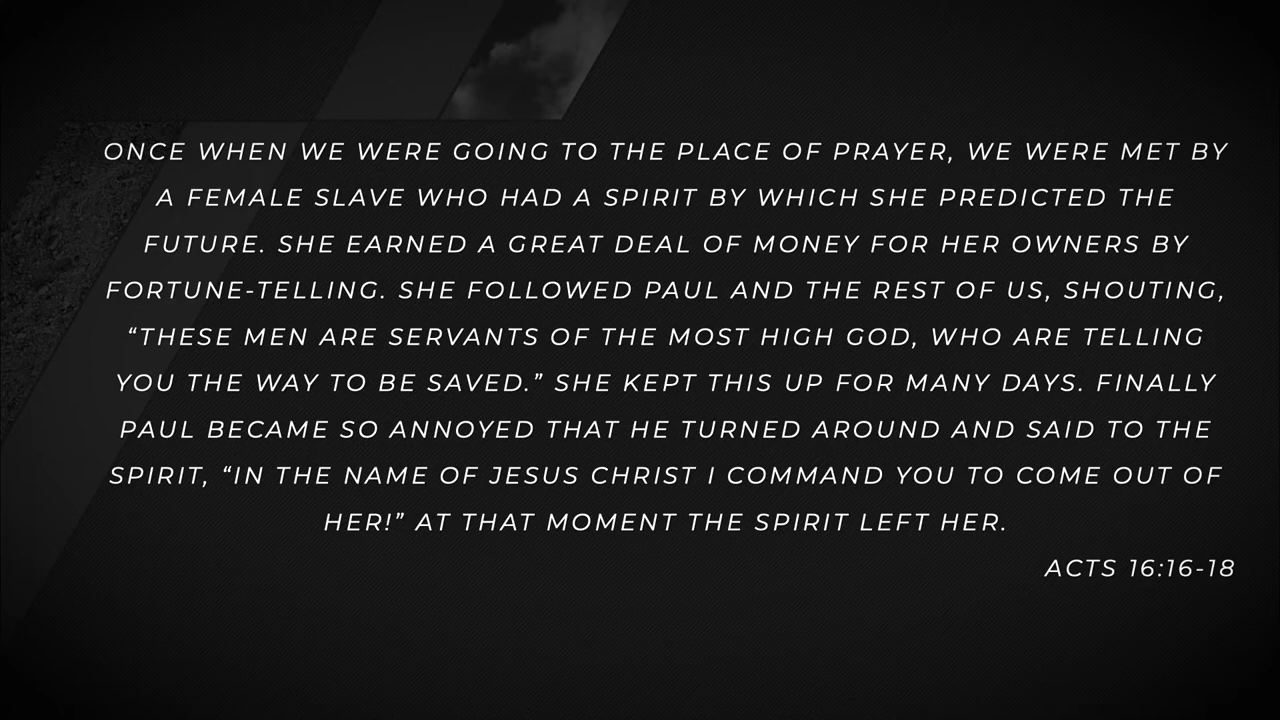 ONCE WHEN WE WERE GOING TO THE PLACE OF PRAYER, WE WERE MET BY
A FEMALE SLAVE WHO HAD A SPIRIT BY WHICH SHE PREDICTED THE
FUTURE. SHE EARNED A GREAT DEAL OF MONEY FOR HER OWNERS BY
FORTUNE-TELLING. SHE FOLLOWED PAUL AND THE REST OF US, SHOUTING,
“THESE MEN ARE SERVANTS OF THE MOST HIGH GOD, WHO ARE TELLING
YOU THE WAY TO BE SAVED.” SHE KEPT THIS UP FOR MANY DAYS. FINALLY
PAUL BECAME SO ANNOYED THAT HE TURNED AROUND AND SAID TO THE
SPIRIT, “IN THE NAME OF JESUS CHRIST I COMMAND YOU TO COME OUT OF
HER!” AT THAT MOMENT THE SPIRIT LEFT HER.
ACTS 16:16-18